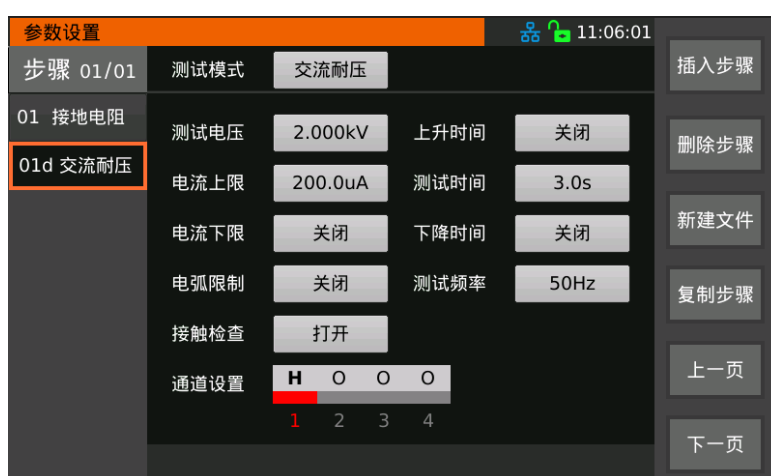 参数设置 11:06:01
步骤 01/01 测试模式 交流耐压 插入步骤
01 接地电阻
测试电压 2.000kV 上升时间 关闭 删除步骤
01d 交流耐压
电流上限 200.0uA 测试时间 3.0s
电流下限 关闭 下降时间 关闭 新建文件
电弧限制 关闭 测试频率 50Hz 复制步骤
接触检查 打开
通道设置 H O O O 上一页
1 2 3 4
下一页